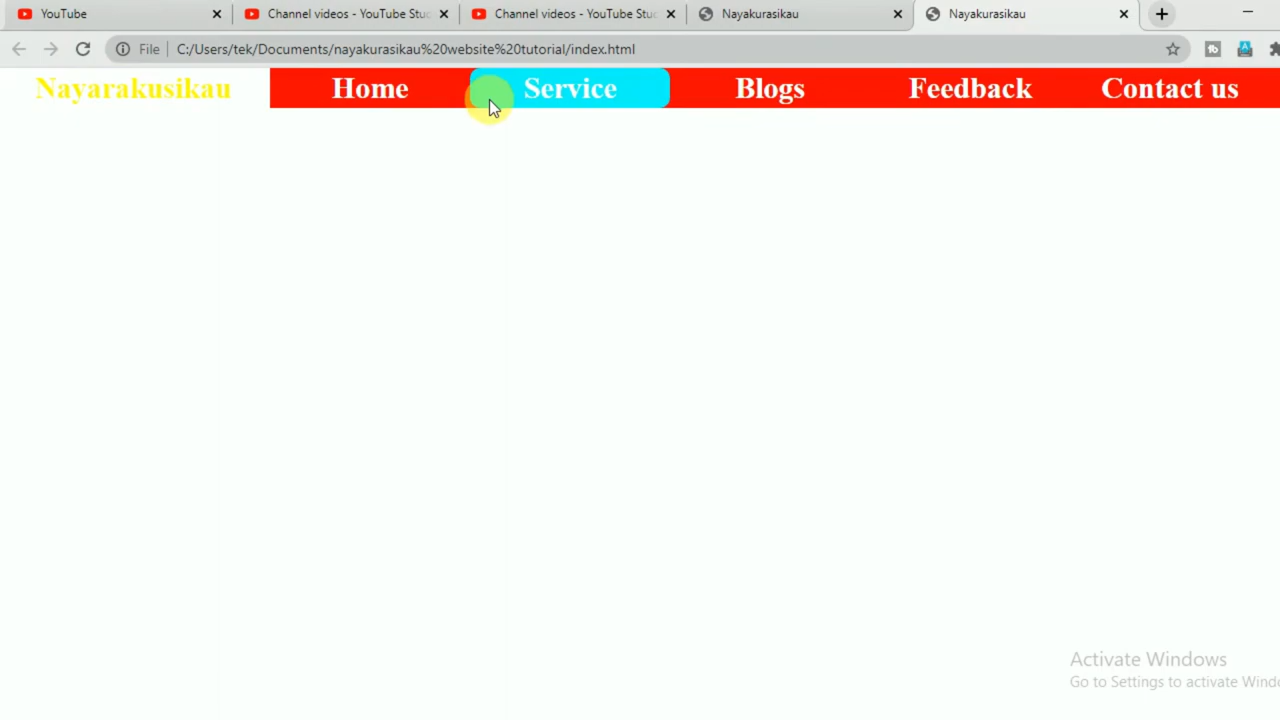 YouTube
Channel videos - YouTube Stu
Channel videos - YouTube Stu
Nayakurasikau
Nayakurasikau
File
C:/Users/tek/Documents/nayakurasikau%20website%20tutorial/index.html
Nayarakusikau
Home
Service
Blogs
Feedback
Contact us
Activate Windows
Go to Settings to activate Windo